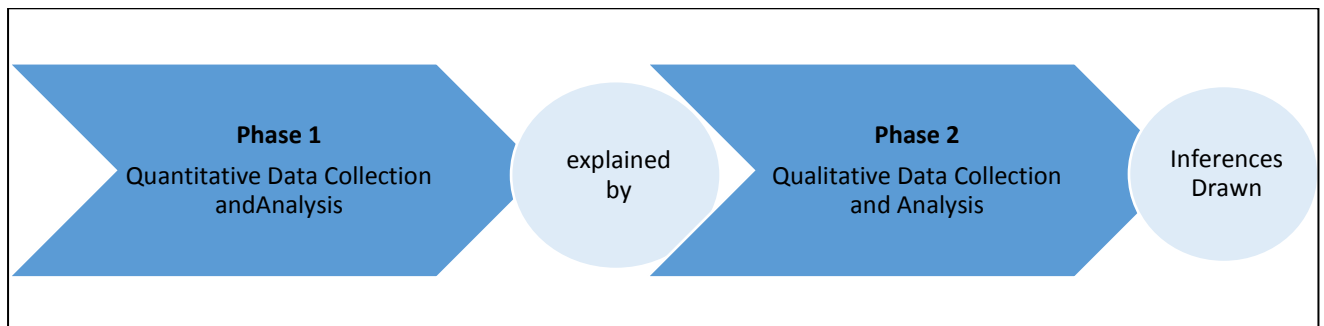 Phase 1
Quantitative Data Collection
andAnalysis
explained
by
Phase 2
Qualitative Data Collection
and Analysis
Inferences
Drawn